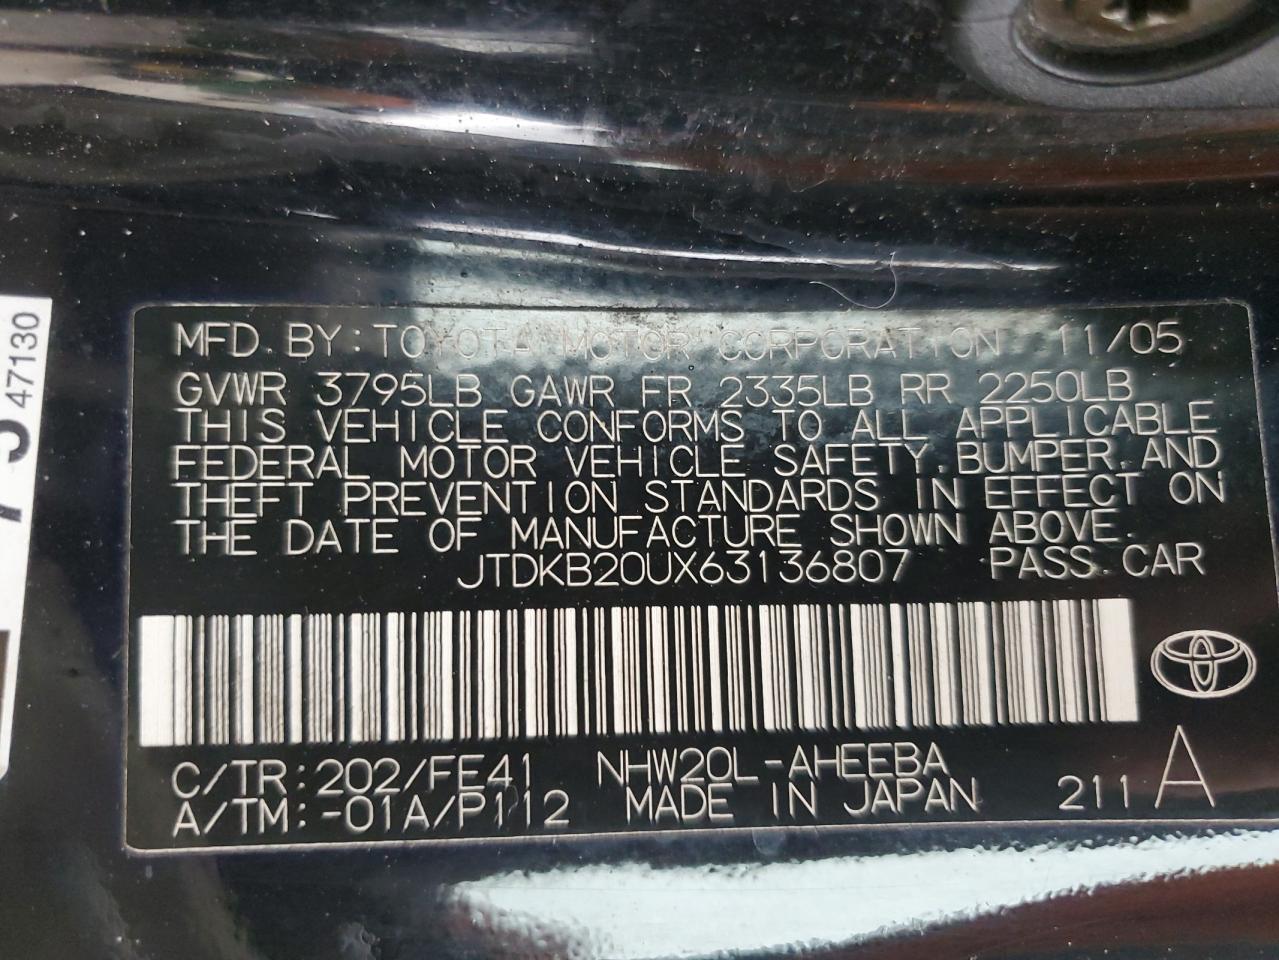 MFD. BY: TOYOTA MOTOR CORPORATION 11/05
GVWR 3795LB GAWR FR 2335LB RR 2250LB
THIS VEHICLE CONFORMS TO ALL APPLICABLE
FEDERAL MOTOR VEHICLE SAFETY, BUMPER, AND
THEFT PREVENTION STANDARDS IN EFFECT ON
THE DATE OF MANUFACTURE SHOWN ABOVE.
JTDKB20UX63136807 PASS. CAR
C/TR:202/FE41 NHW20L-AHEEBA
A/TM:-01A/P112 MADE IN JAPAN 211 A
47130